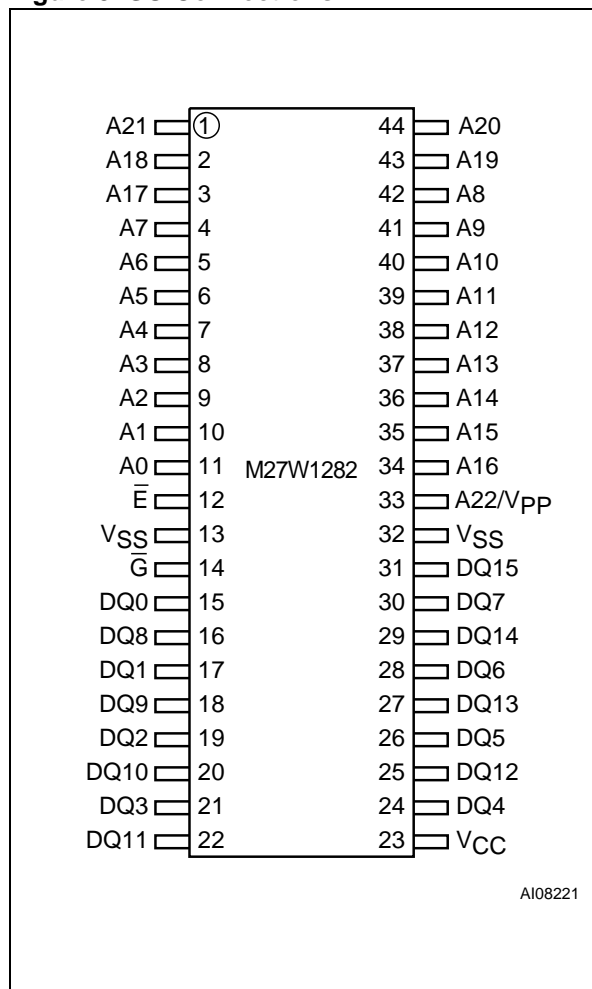 A21 1 44 A20
A18 2 43 A19
A17 3 42 A8
A7 4 41 A9
A6 5 40 A10
A5 6 39 A11
A4 7 38 A12
A3 8 37 A13
A2 9 36 A14
A1 10 35 A15
A0 11 M27W1282 34 A16
E̅ 12 33 A22/VPP
VSS 13 32 VSS
G̅ 14 31 DQ15
DQ0 15 30 DQ7
DQ8 16 29 DQ14
DQ1 17 28 DQ6
DQ9 18 27 DQ13
DQ2 19 26 DQ5
DQ10 20 25 DQ12
DQ3 21 24 DQ4
DQ11 22 23 VCC
AI08221